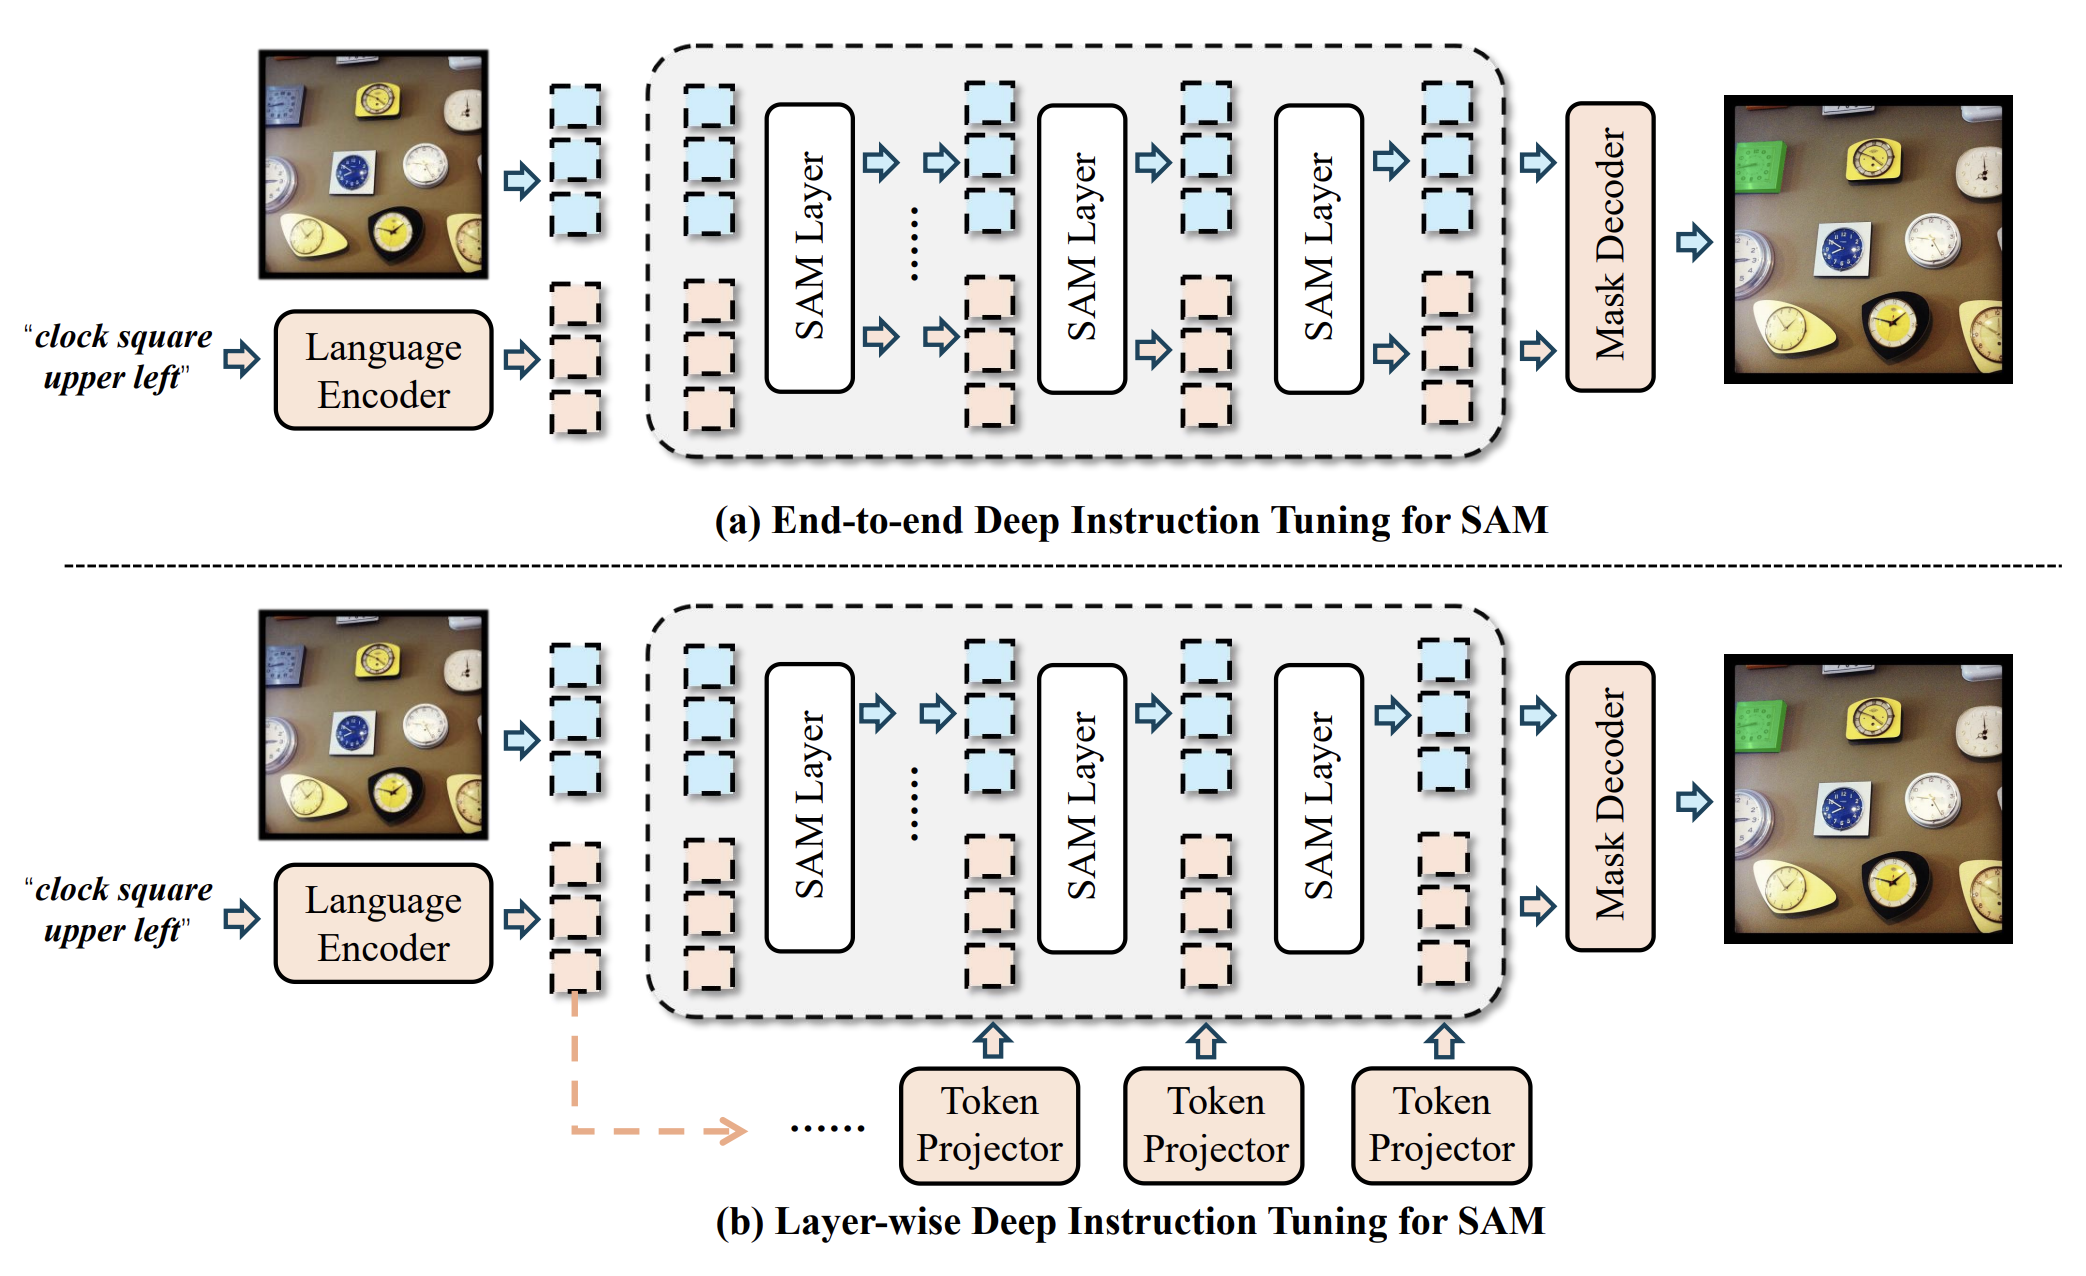 “clock square
upper left”
Language
Encoder
SAM Layer
......
SAM Layer
SAM Layer
Mask Decoder
(a) End-to-end Deep Instruction Tuning for SAM
“clock square
upper left”
Language
Encoder
SAM Layer
......
SAM Layer
SAM Layer
Mask Decoder
......
Token
Projector
Token
Projector
Token
Projector
(b) Layer-wise Deep Instruction Tuning for SAM